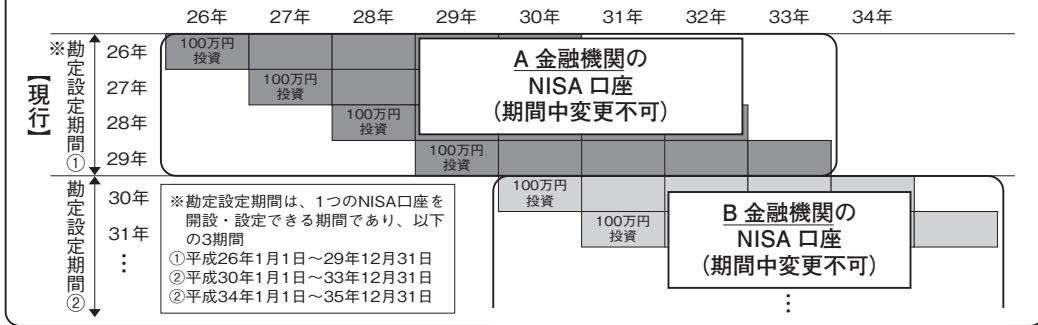 26年 27年 28年 29年 30年 31年 32年 33年 34年
【現行】
※勘定設定期間①
26年
27年
28年
29年
100万円
投資
100万円
投資
100万円
投資
100万円
投資
A 金融機関の
NISA 口座
(期間中変更不可)
勘定設定期間②
30年
31年
⋮
※勘定設定期間は、1つのNISA口座を
開設・設定できる期間であり、以下
の3期間
①平成26年1月1日~29年12月31日
②平成30年1月1日~33年12月31日
②平成34年1月1日~35年12月31日
100万円
投資
100万円
投資
B 金融機関の
NISA 口座
(期間中変更不可)
⋮